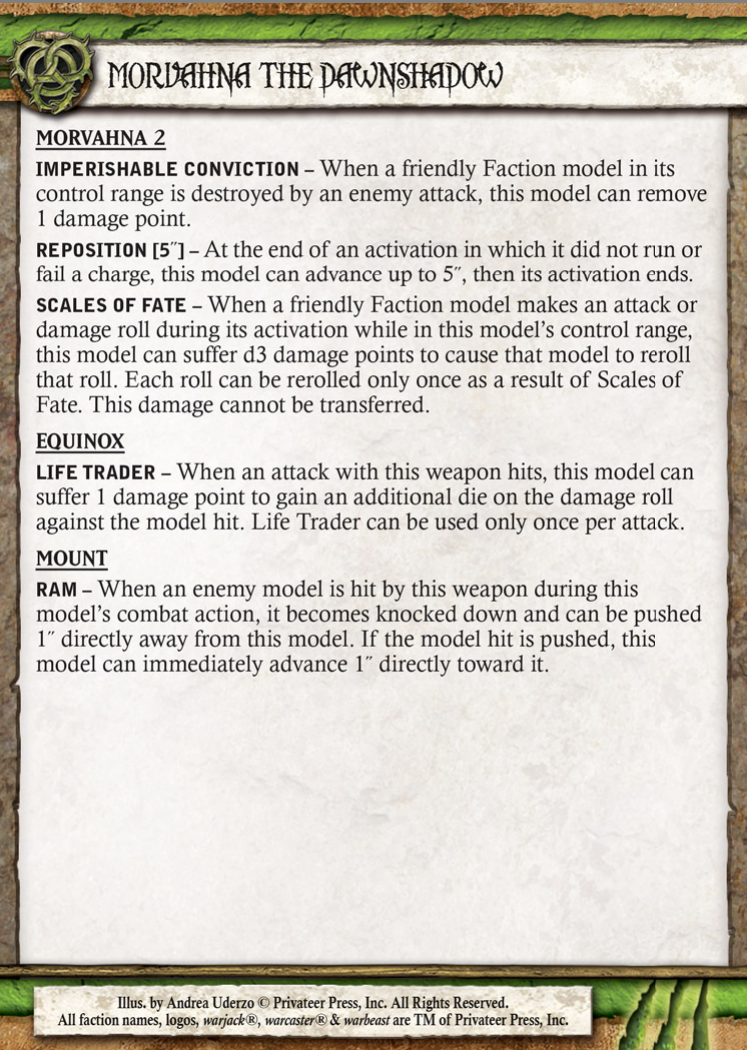 MORVAHNA THE DAWNSHADOW
MORVAHNA 2
IMPERISHABLE CONVICTION – When a friendly Faction model in its
control range is destroyed by an enemy attack, this model can remove
1 damage point.
REPOSITION [5˝] – At the end of an activation in which it did not run or
fail a charge, this model can advance up to 5˝, then its activation ends.
SCALES OF FATE – When a friendly Faction model makes an attack or
damage roll during its activation while in this model’s control range,
this model can suffer d3 damage points to cause that model to reroll
that roll. Each roll can be rerolled only once as a result of Scales of
Fate. This damage cannot be transferred.
EQUINOX
LIFE TRADER – When an attack with this weapon hits, this model can
suffer 1 damage point to gain an additional die on the damage roll
against the model hit. Life Trader can be used only once per attack.
MOUNT
RAM – When an enemy model is hit by this weapon during this
model’s combat action, it becomes knocked down and can be pushed
1˝ directly away from this model. If the model hit is pushed, this
model can immediately advance 1˝ directly toward it.
Illus. by Andrea Uderzo © Privateer Press, Inc. All Rights Reserved.
All faction names, logos, warjack®, warcaster® & warbeast are TM of Privateer Press, Inc.